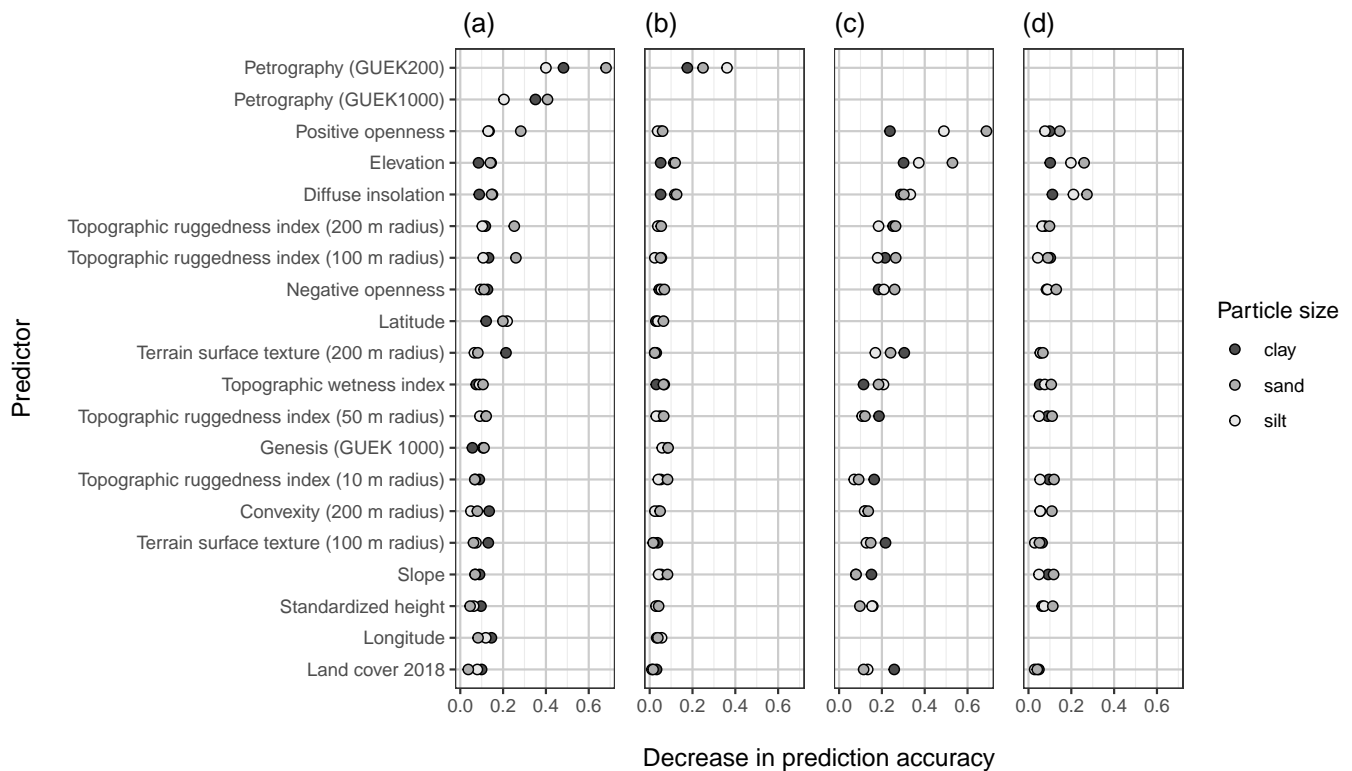 (a) (b) (c) (d)
Petrography (GUEK200)
Petrography (GUEK1000)
Positive openness
Elevation
Diffuse insolation
Topographic ruggedness index (200 m radius)
Topographic ruggedness index (100 m radius)
Negative openness
Latitude
Terrain surface texture (200 m radius)
Topographic wetness index
Topographic ruggedness index (50 m radius)
Genesis (GUEK 1000)
Topographic ruggedness index (10 m radius)
Convexity (200 m radius)
Terrain surface texture (100 m radius)
Slope
Standardized height
Longitude
Land cover 2018
Predictor
0.0 0.2 0.4 0.6 0.0 0.2 0.4 0.6 0.0 0.2 0.4 0.6 0.0 0.2 0.4 0.6
Decrease in prediction accuracy
Particle size
clay
sand
silt